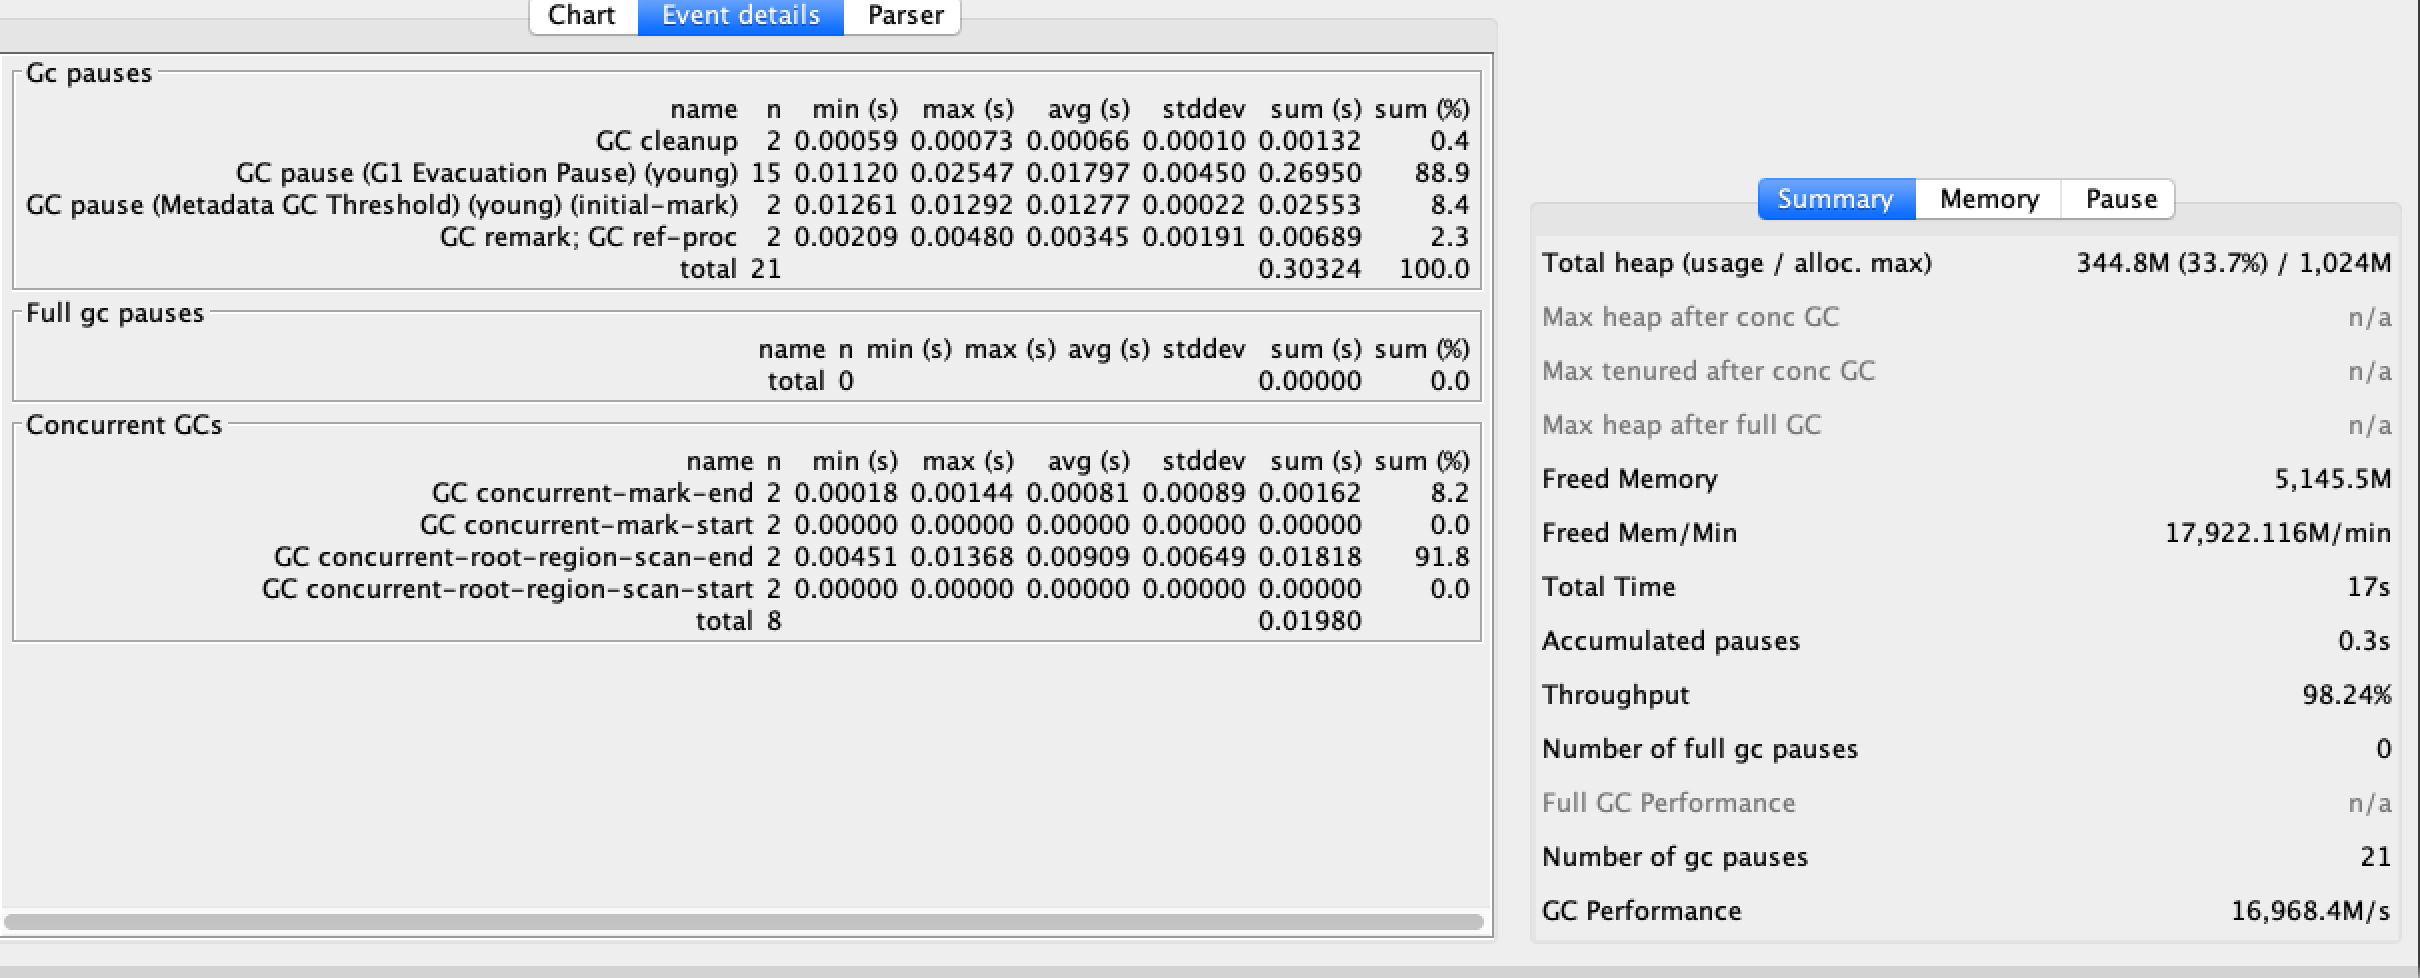 Chart Event details Parser
Gc pauses
name n min (s) max (s) avg (s) stddev sum (s) sum (%)
GC cleanup 2 0.00059 0.00073 0.00066 0.00010 0.00132 0.4
GC pause (G1 Evacuation Pause) (young) 15 0.01120 0.02547 0.01797 0.00450 0.26950 88.9
GC pause (Metadata GC Threshold) (young) (initial-mark) 2 0.01261 0.01292 0.01277 0.00022 0.02553 8.4
GC remark; GC ref-proc 2 0.00209 0.00480 0.00345 0.00191 0.00689 2.3
total 21 0.30324 100.0
Full gc pauses
name n min (s) max (s) avg (s) stddev sum (s) sum (%)
total 0 0.00000 0.0
Concurrent GCs
name n min (s) max (s) avg (s) stddev sum (s) sum (%)
GC concurrent-mark-end 2 0.00018 0.00144 0.00081 0.00089 0.00162 8.2
GC concurrent-mark-start 2 0.00000 0.00000 0.00000 0.00000 0.00000 0.0
GC concurrent-root-region-scan-end 2 0.00451 0.01368 0.00909 0.00649 0.01818 91.8
GC concurrent-root-region-scan-start 2 0.00000 0.00000 0.00000 0.00000 0.00000 0.0
total 8 0.01980
Summary Memory Pause
Total heap (usage / alloc. max) 344.8M (33.7%) / 1,024M
Max heap after conc GC n/a
Max tenured after conc GC n/a
Max heap after full GC n/a
Freed Memory 5,145.5M
Freed Mem/Min 17,922.116M/min
Total Time 17s
Accumulated pauses 0.3s
Throughput 98.24%
Number of full gc pauses 0
Full GC Performance n/a
Number of gc pauses 21
GC Performance 16,968.4M/s